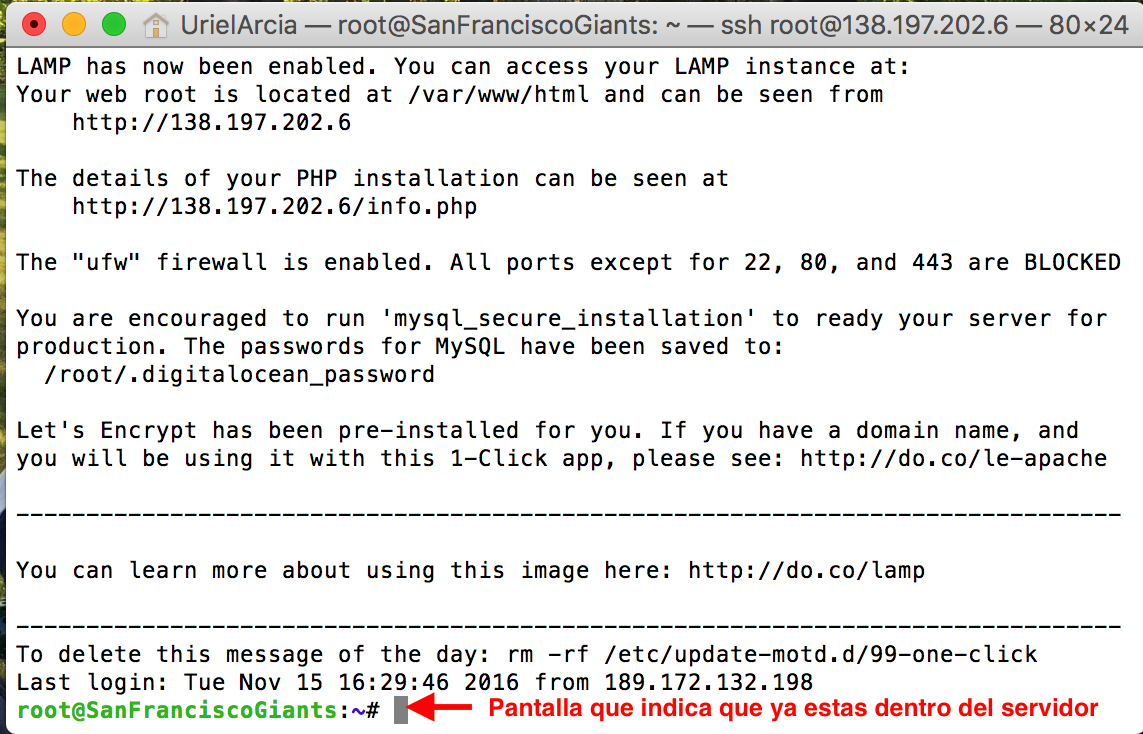 UrielArcia — root@SanFranciscoGiants: ~ — ssh root@138.197.202.6 — 80×24
LAMP has now been enabled. You can access your LAMP instance at:
Your web root is located at /var/www/html and can be seen from
http://138.197.202.6
The details of your PHP installation can be seen at
http://138.197.202.6/info.php
The "ufw" firewall is enabled. All ports except for 22, 80, and 443 are BLOCKED
You are encouraged to run 'mysql_secure_installation' to ready your server for
production. The passwords for MySQL have been saved to:
/root/.digitalocean_password
Let's Encrypt has been pre-installed for you. If you have a domain name, and
you will be using it with this 1-Click app, please see: http://do.co/le-apache
-------------------------------------------------------------------------------
You can learn more about using this image here: http://do.co/lamp
-------------------------------------------------------------------------------
To delete this message of the day: rm -rf /etc/update-motd.d/99-one-click
Last login: Tue Nov 15 16:29:46 2016 from 189.172.132.198
root@SanFranciscoGiants:~# Pantalla que indica que ya estas dentro del servidor